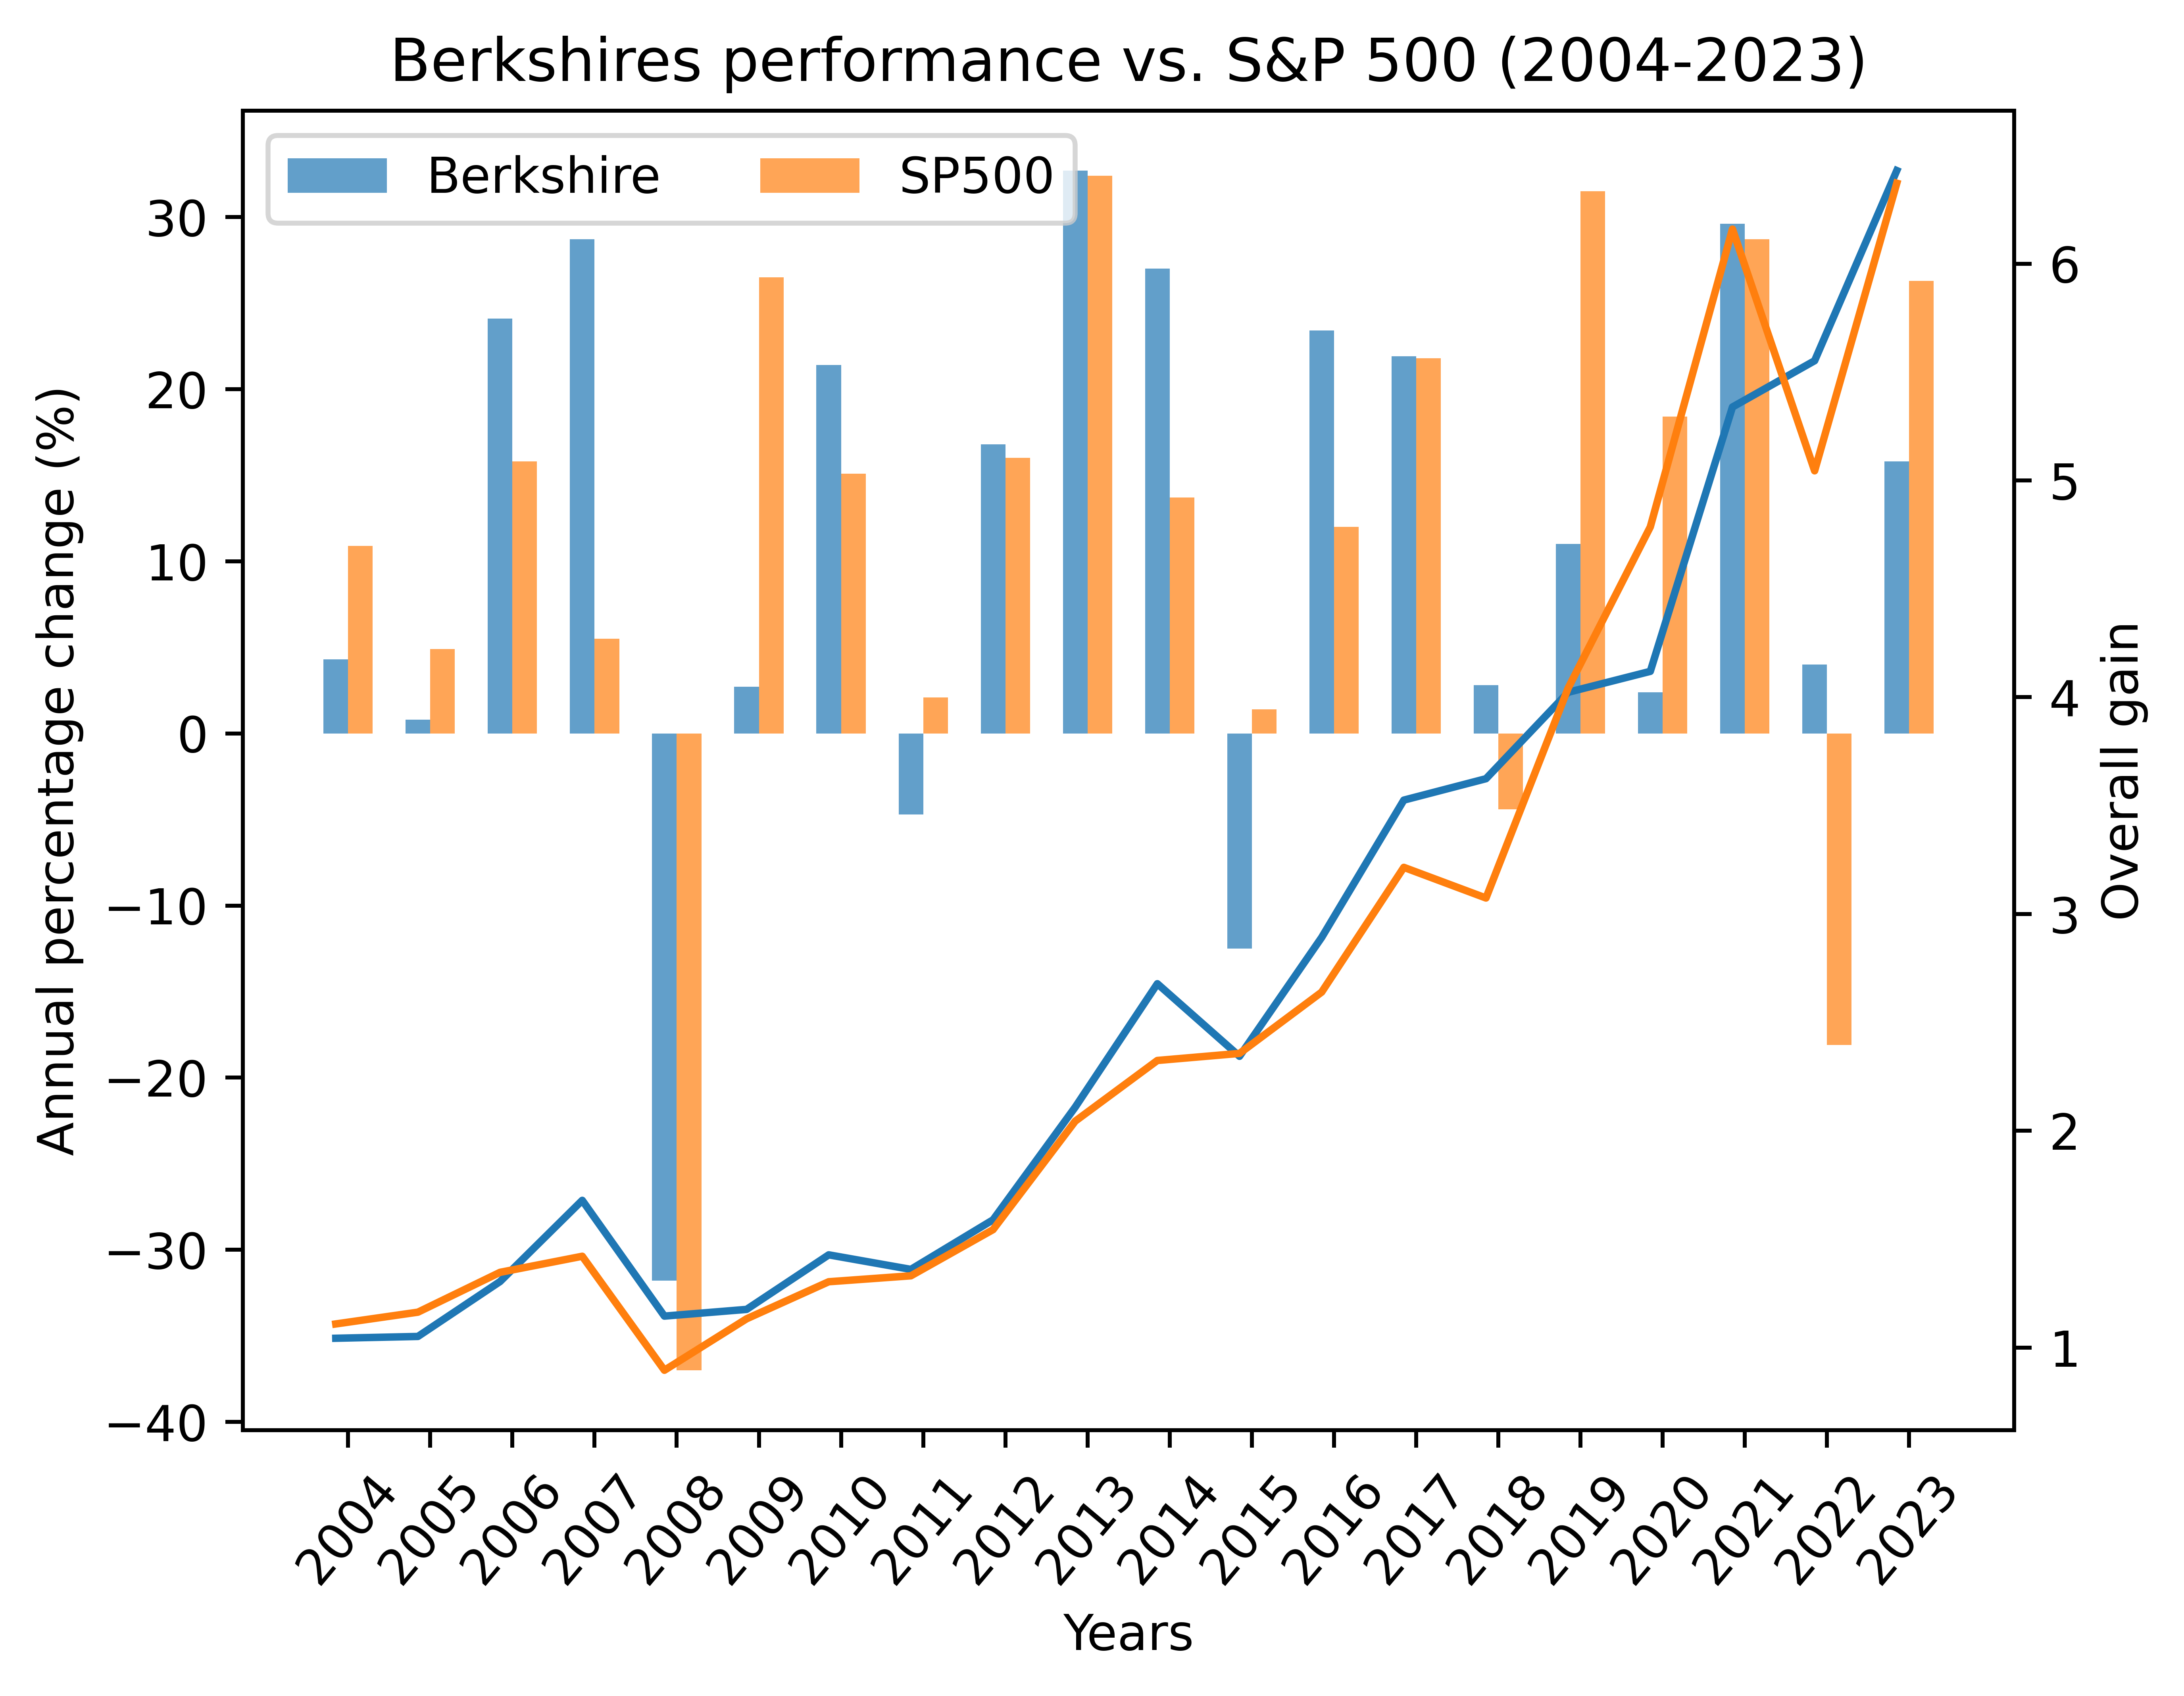 Berkshires performance vs. S&P 500 (2004-2023)
Berkshire SP500
Annual percentage change (%)
30
20
10
0
−10
−20
−30
−40
6
5
4
3
2
1
Overall gain
2004 2005 2006 2007 2008 2009 2010 2011 2012 2013 2014 2015 2016 2017 2018 2019 2020 2021 2022 2023
Years